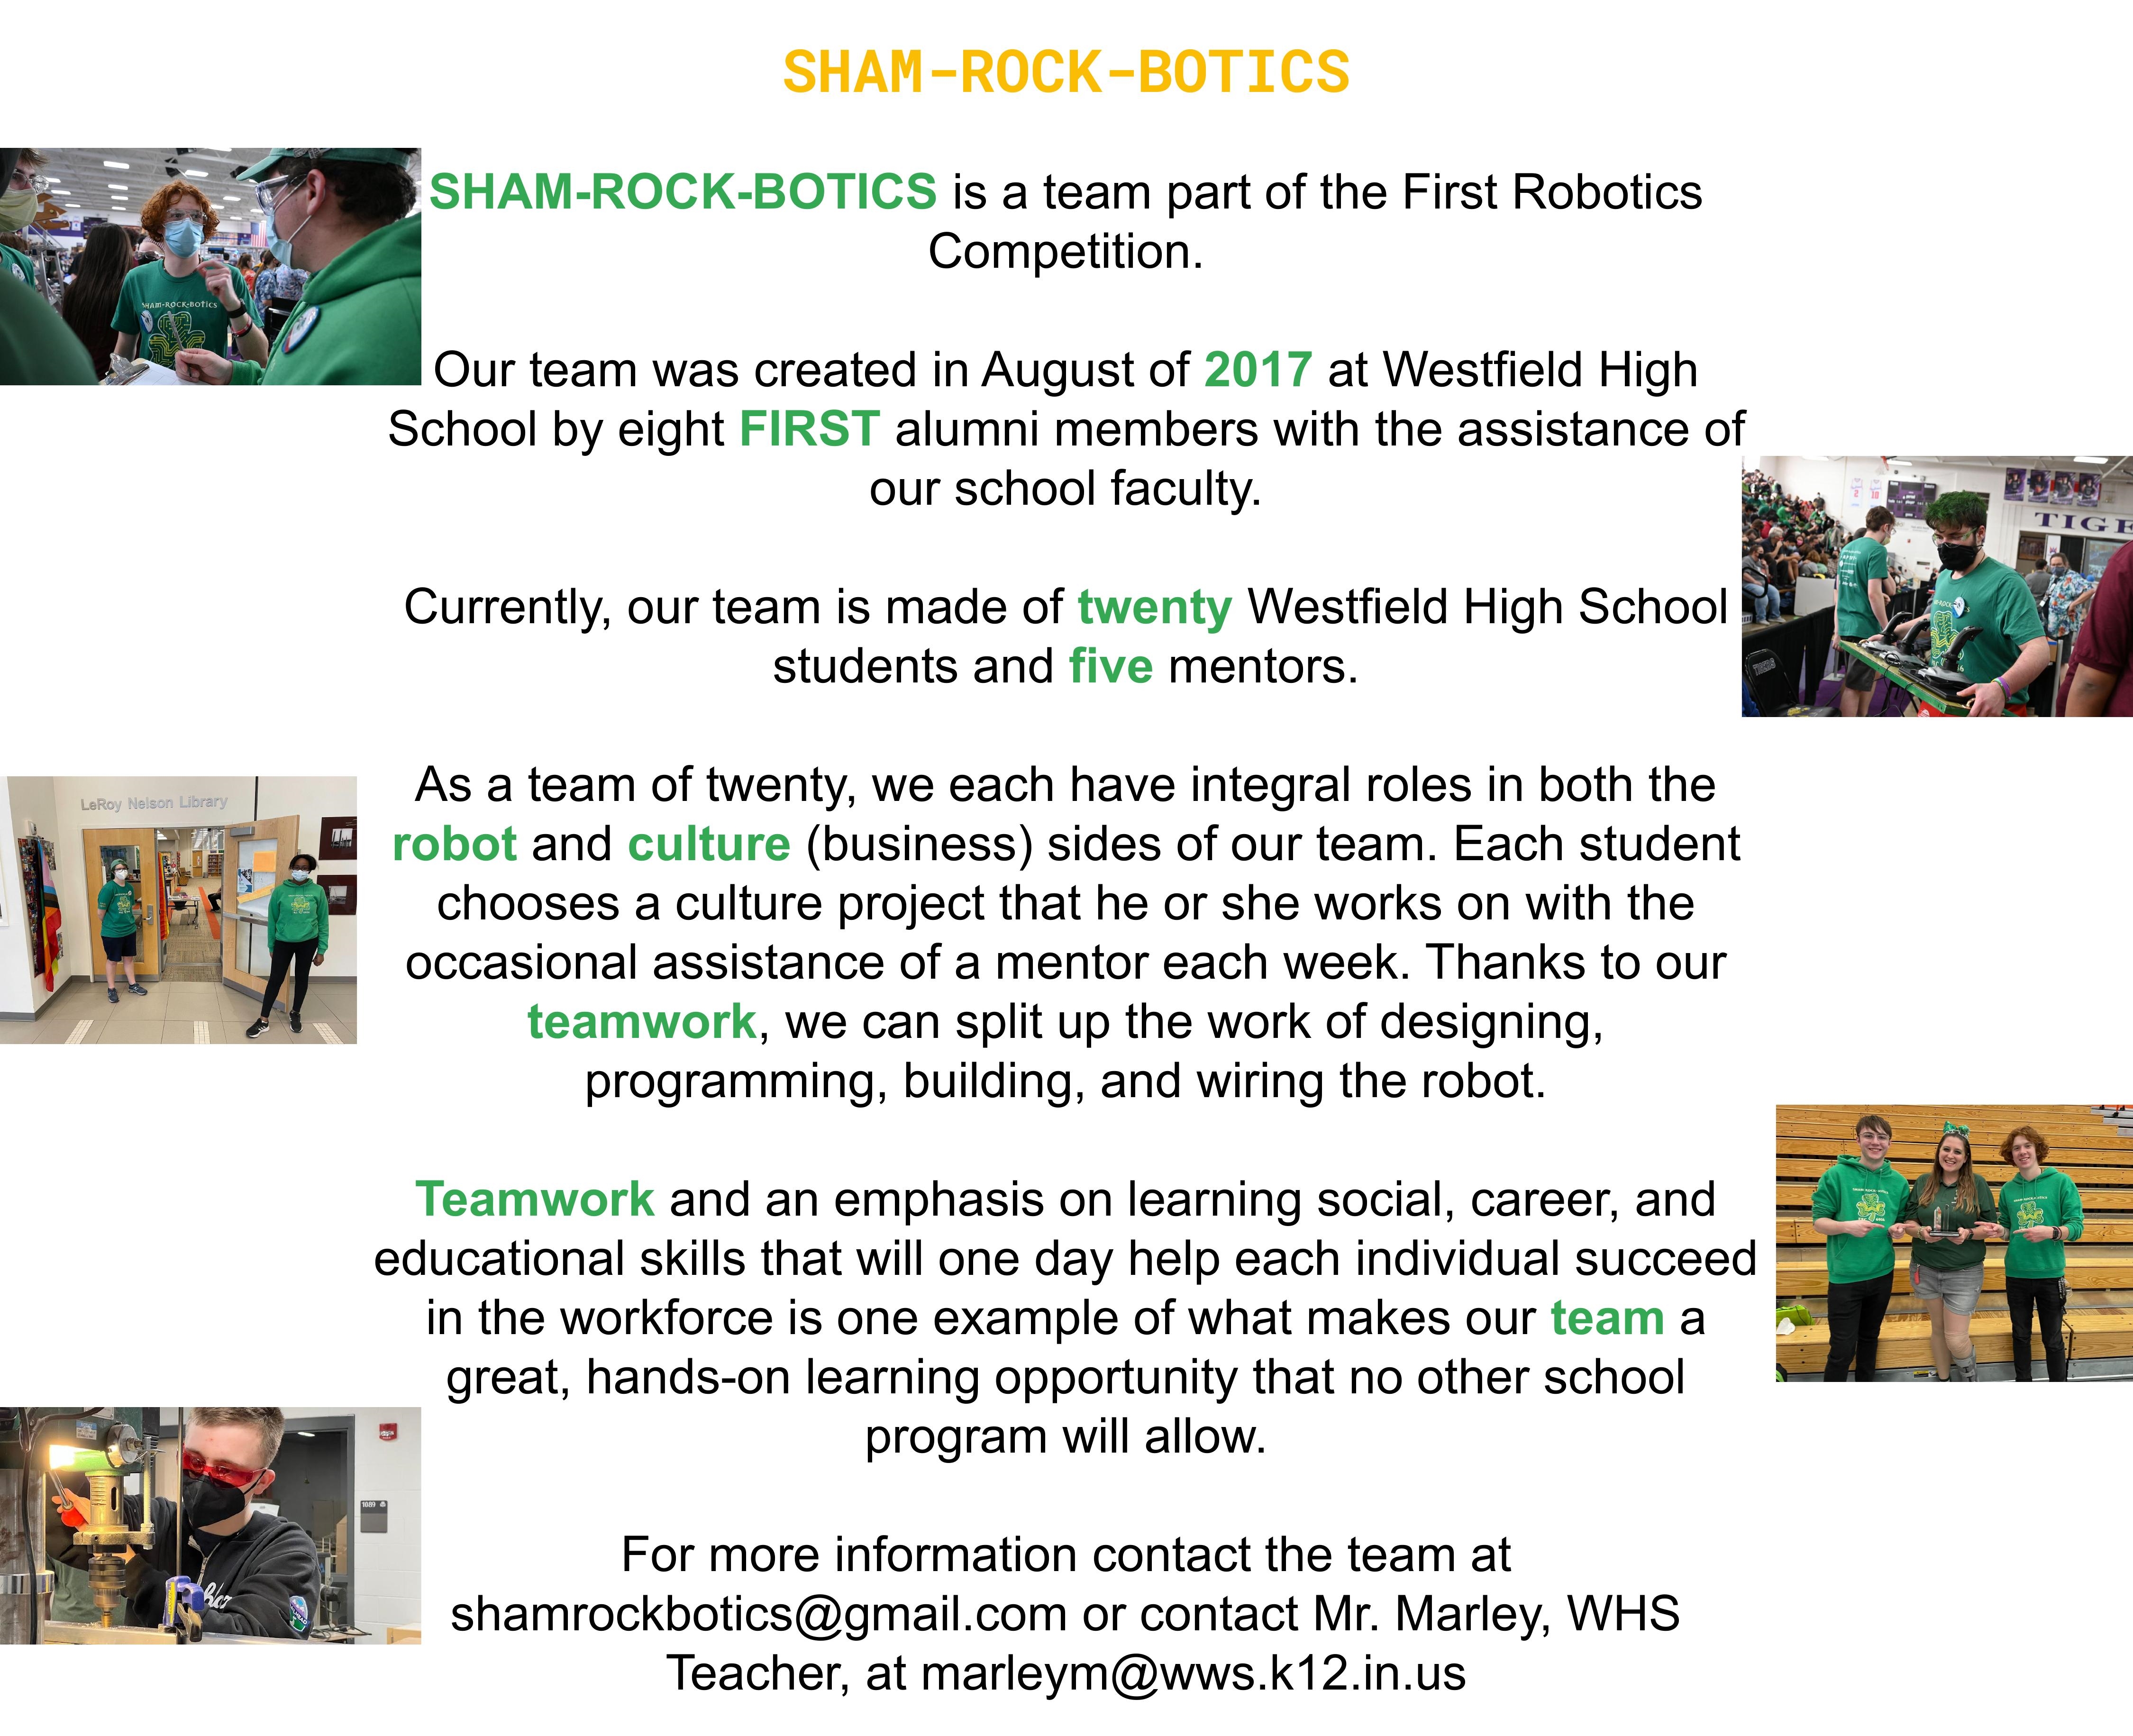 SHAM-ROCK-BOTICS
SHAM-ROCK-BOTICS is a team part of the First Robotics
Competition.
SHAM-ROCK-BOTICS
Our team was created in August of 2017 at Westfield High
School by eight FIRST alumni members with the assistance of
our school faculty.
TIGE
Currently, our team is made of twenty Westfield High School
students and five mentors.
LeRoy Nelson Library
As a team of twenty, we each have integral roles in both the
robot and culture (business) sides of our team. Each student
chooses a culture project that he or she works on with the
occasional assistance of a mentor each week. Thanks to our
teamwork, we can split up the work of designing,
programming, building, and wiring the robot.
Teamwork and an emphasis on learning social, career, and
educational skills that will one day help each individual succeed
in the workforce is one example of what makes our team a
great, hands-on learning opportunity that no other school
program will allow.
For more information contact the team at
shamrockbotics@gmail.com or contact Mr. Marley, WHS
Teacher, at marleym@wws.k12.in.us